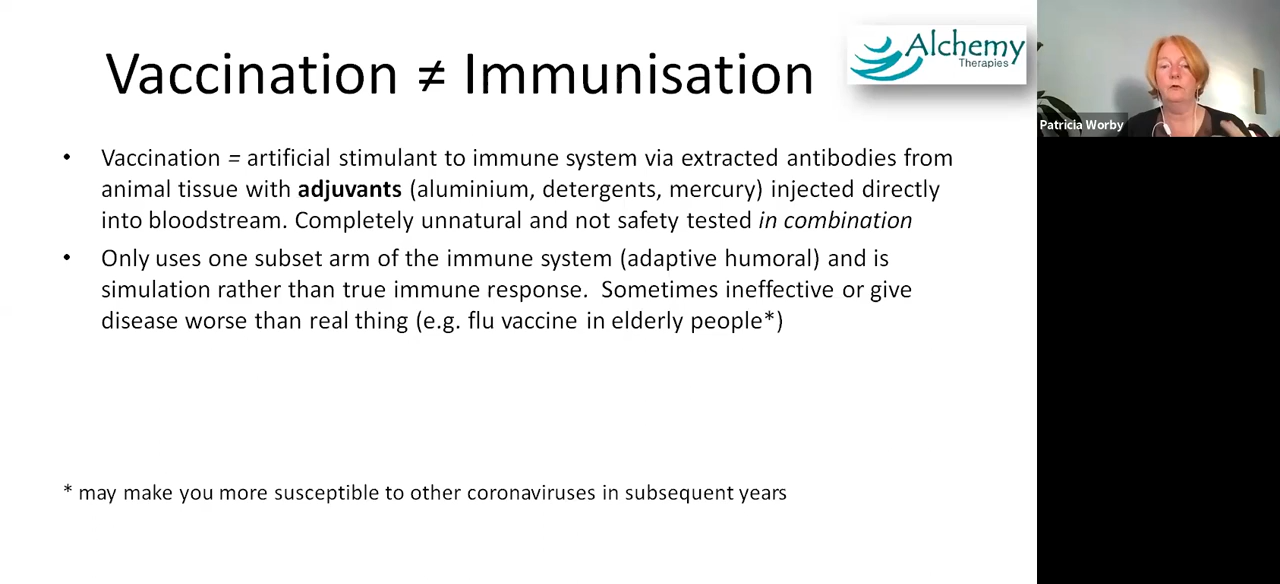 Vaccination ≠ Immunisation
Alchemy
Therapies
Patricia Worby
• Vaccination = artificial stimulant to immune system via extracted antibodies from
animal tissue with adjuvants (aluminium, detergents, mercury) injected directly
into bloodstream. Completely unnatural and not safety tested in combination
• Only uses one subset arm of the immune system (adaptive humoral) and is
simulation rather than true immune response.  Sometimes ineffective or give
disease worse than real thing (e.g. flu vaccine in elderly people*)
* may make you more susceptible to other coronaviruses in subsequent years